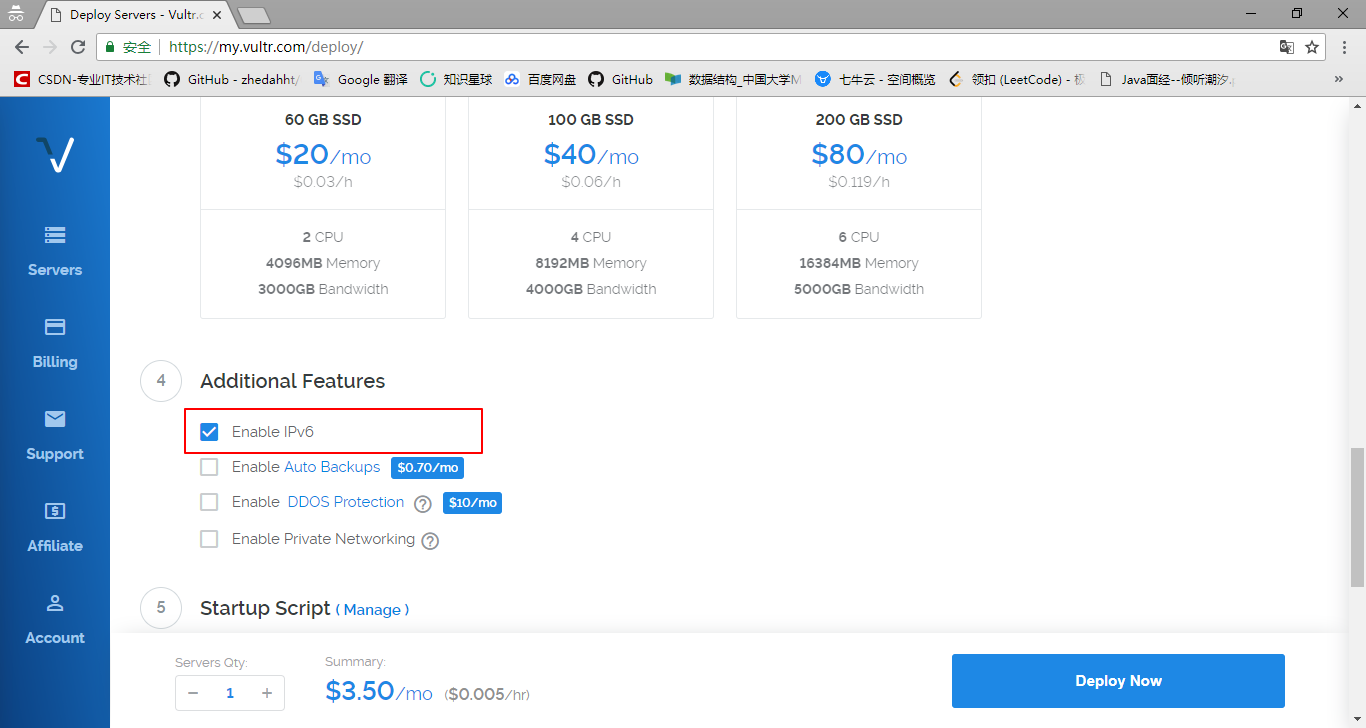 Deploy Servers - Vultr.c
安全 https://my.vultr.com/deploy/
CSDN-专业IT技术社 GitHub - zhedahht/ Google 翻译 知识星球 百度网盘 GitHub 数据结构_中国大学M 七牛云 - 空间概览 领扣 (LeetCode) - 极 Java面经--倾听潮汐. »
60 GB SSD
$20/mo
$0.03/h
2 CPU
4096MB Memory
3000GB Bandwidth
100 GB SSD
$40/mo
$0.06/h
4 CPU
8192MB Memory
4000GB Bandwidth
200 GB SSD
$80/mo
$0.119/h
6 CPU
16384MB Memory
5000GB Bandwidth
Servers
Billing
Support
Affiliate
Account
4 Additional Features
Enable IPv6
Enable Auto Backups $0.70/mo
Enable DDOS Protection ? $10/mo
Enable Private Networking ?
5 Startup Script ( Manage )
Servers Qty:
− 1 +
Summary:
$3.50/mo ($0.005/hr)
Deploy Now